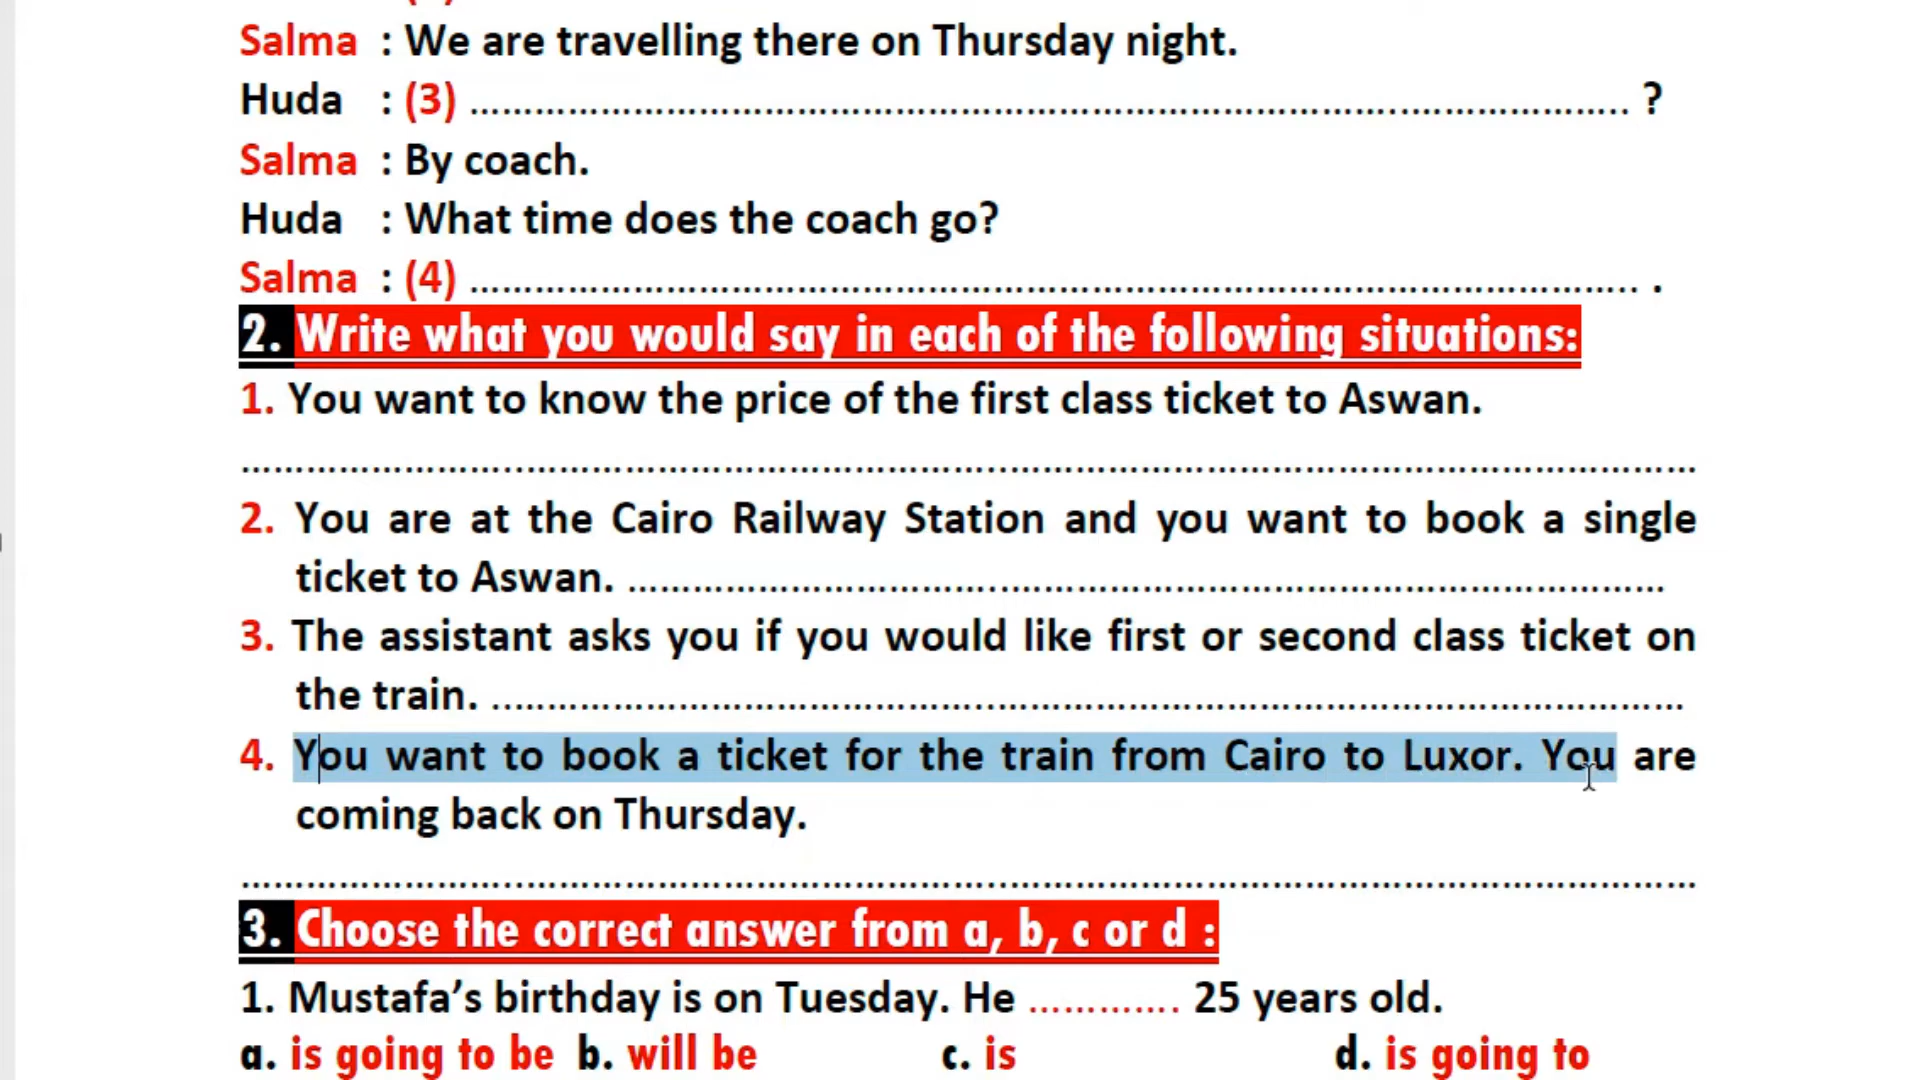 Salma : We are travelling there on Thursday night.
Huda : (3) ……………………………………………………………………………………….. ?
Salma : By coach.
Huda : What time does the coach go?
Salma : (4) ……………………………………………………………………………………….. .
2. Write what you would say in each of the following situations:
1. You want to know the price of the first class ticket to Aswan.
………………………………………………………………………………………………………………
2. You are at the Cairo Railway Station and you want to book a single
ticket to Aswan. ………………………………………………………………………………
3. The assistant asks you if you would like first or second class ticket on
the train. …………………………………………………………………………………………
4. You want to book a ticket for the train from Cairo to Luxor. You are
coming back on Thursday.
………………………………………………………………………………………………………………
3. Choose the correct answer from a, b, c or d :
1. Mustafa’s birthday is on Tuesday. He …………. 25 years old.
a. is going to be b. will be c. is d. is going to